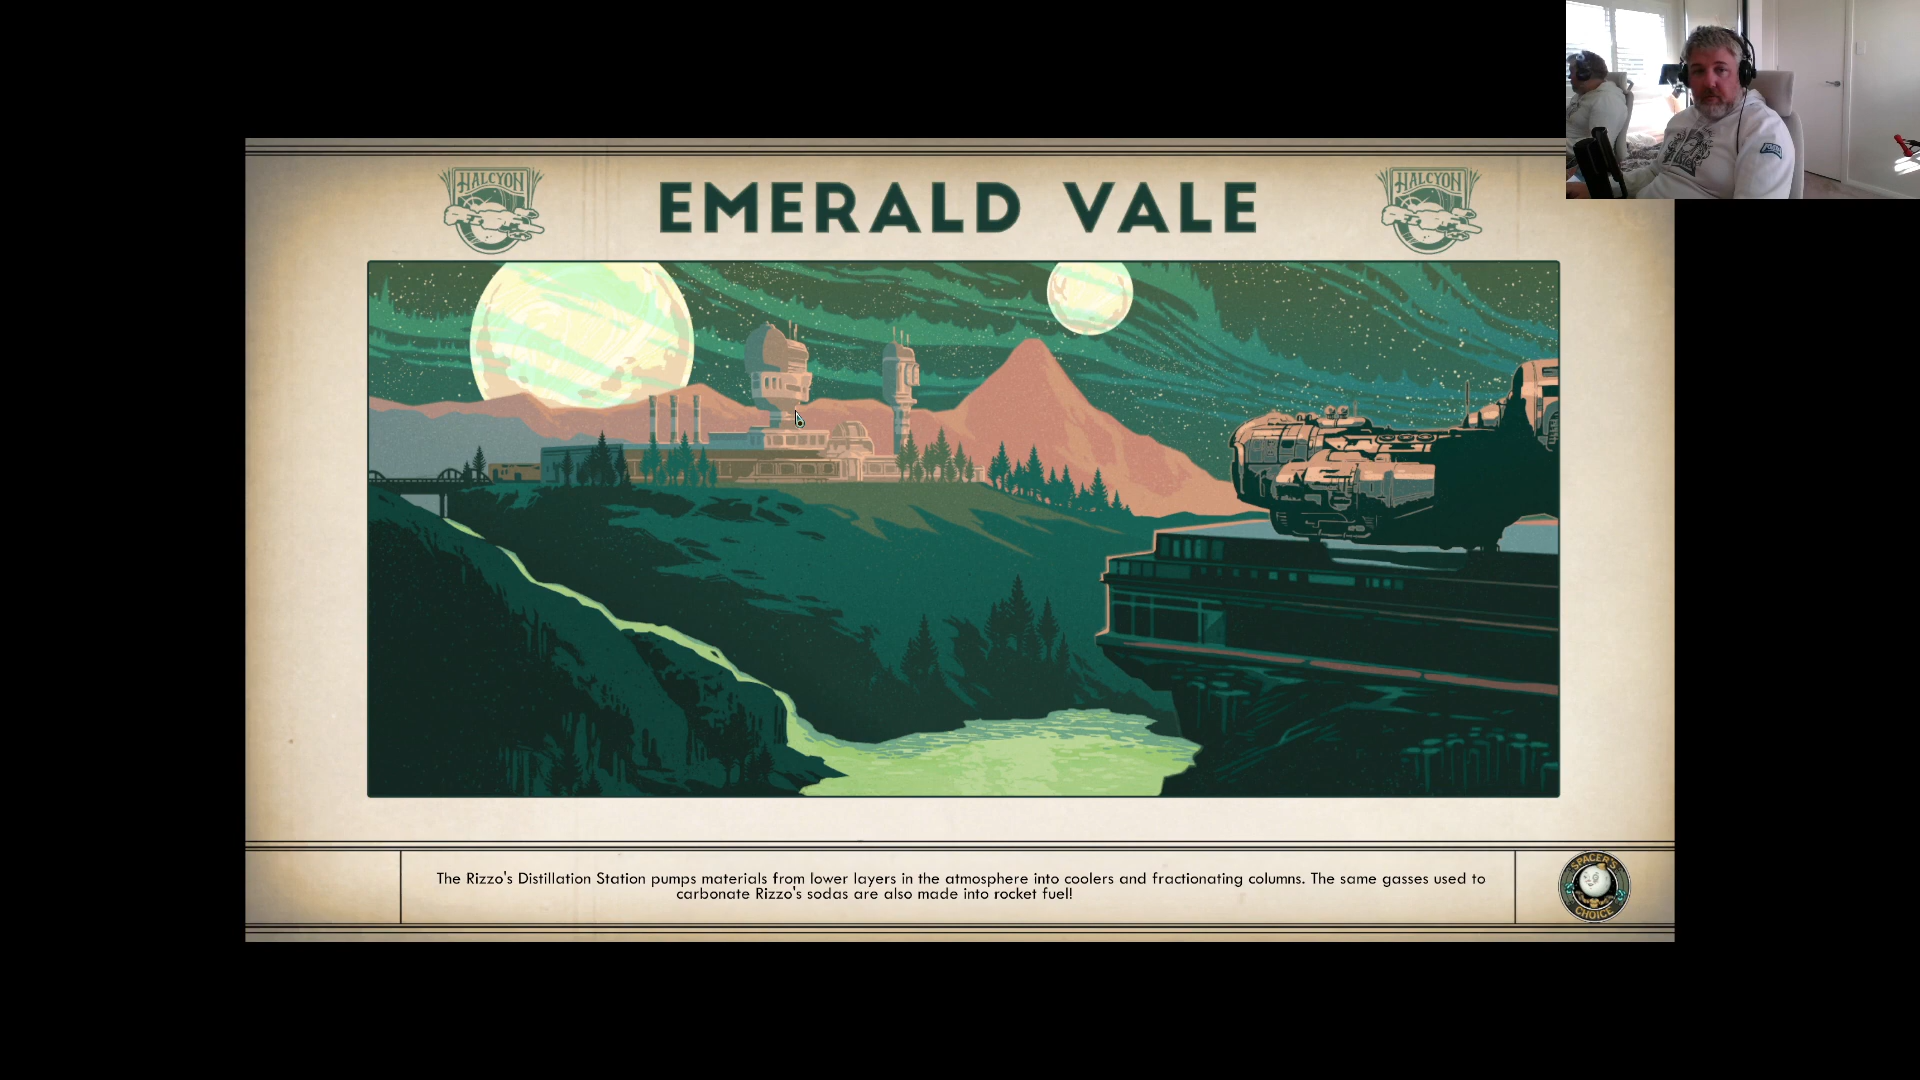 HALCYON
EMERALD VALE
HALCYON
The Rizzo's Distillation Station pumps materials from lower layers in the atmosphere into coolers and fractionating columns. The same gasses used to
carbonate Rizzo's sodas are also made into rocket fuel!
SPACER'S
CHOICE